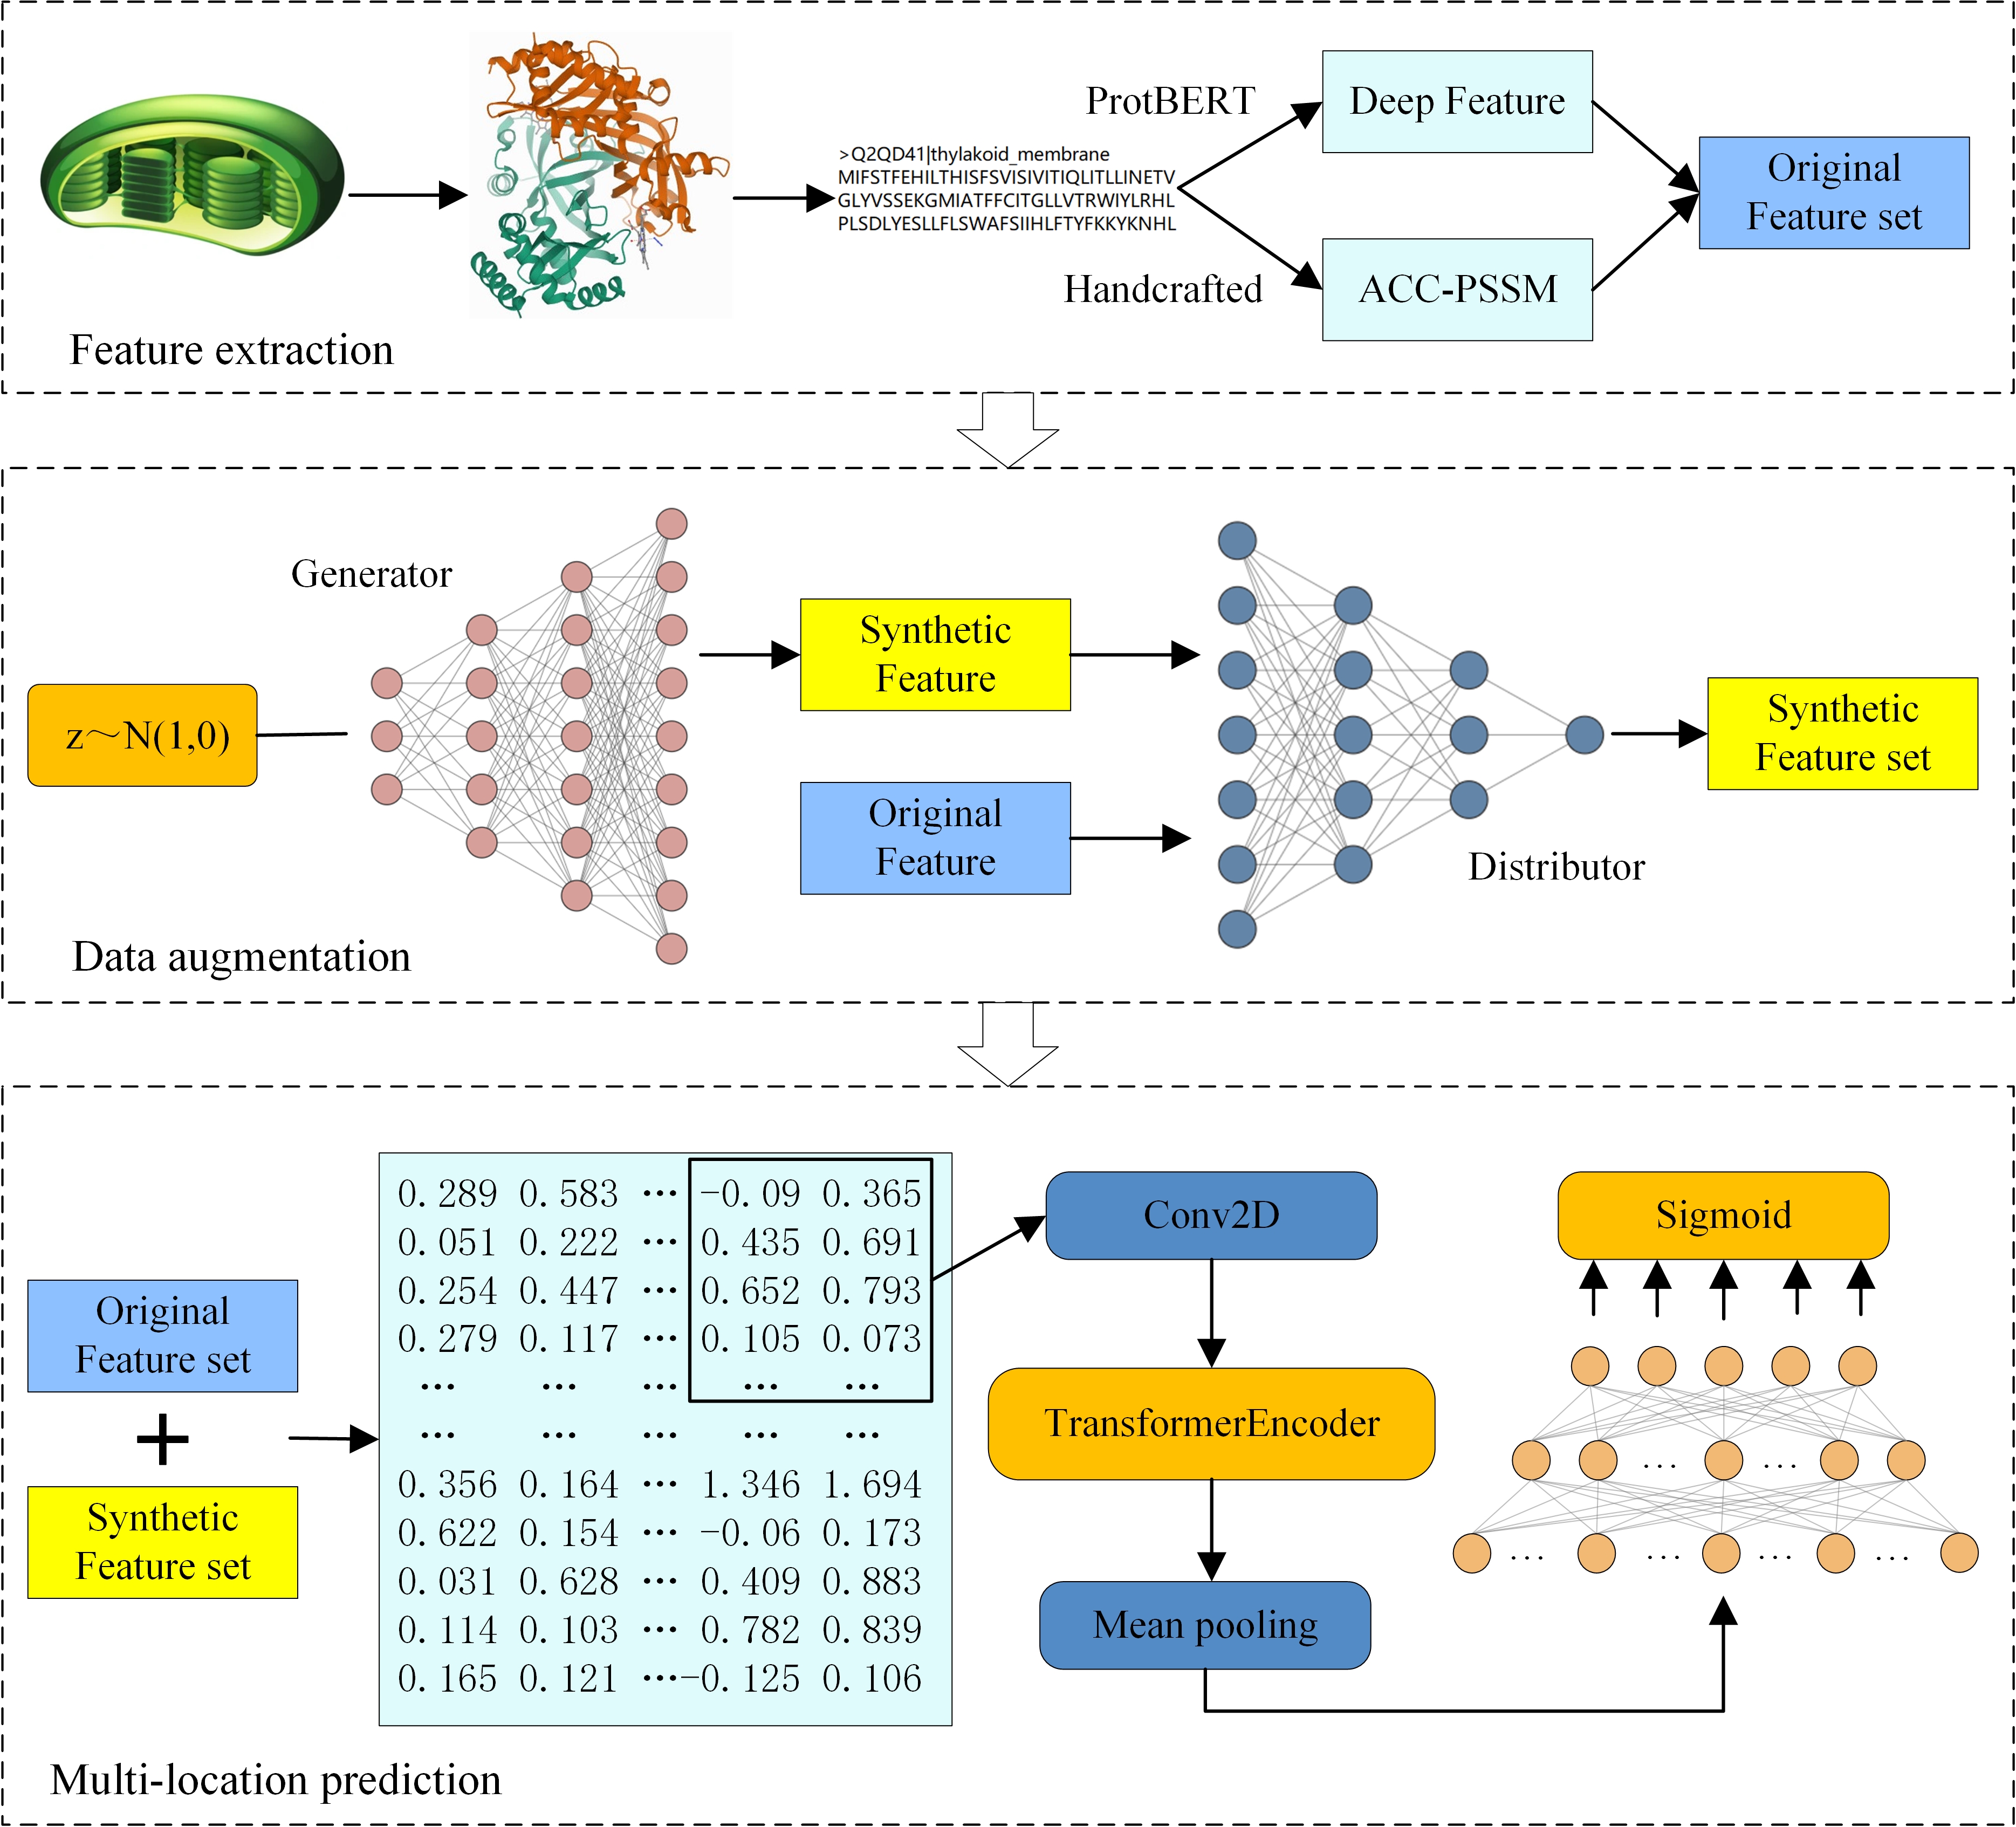 ProtBERT
Deep Feature
>Q2QD41|thylakoid_membrane
MIFSTFEHILTHISFSVISIVITIQLITLLINETV
GLYVSSEKGMIATFFCITGLLVTRWIYLRHL
PLSDLYESLLFLSWAFSIIHLFTYFKKYKNHL
Original
Feature set
Handcrafted
ACC-PSSM
Feature extraction
Generator
z～N(1,0)
Synthetic
Feature
Original
Feature
Distributor
Synthetic
Feature set
Data augmentation
Original
Feature set
+
Synthetic
Feature set
0.289 0.583 ··· -0.09 0.365
0.051 0.222 ··· 0.435 0.691
0.254 0.447 ··· 0.652 0.793
0.279 0.117 ··· 0.105 0.073
··· ··· ··· ··· ···
··· ··· ··· ··· ···
0.356 0.164 ··· 1.346 1.694
0.622 0.154 ··· -0.06 0.173
0.031 0.628 ··· 0.409 0.883
0.114 0.103 ··· 0.782 0.839
0.165 0.121 ···-0.125 0.106
Conv2D
TransformerEncoder
Mean pooling
Sigmoid
... ...
... ... ... ...
Multi-location prediction